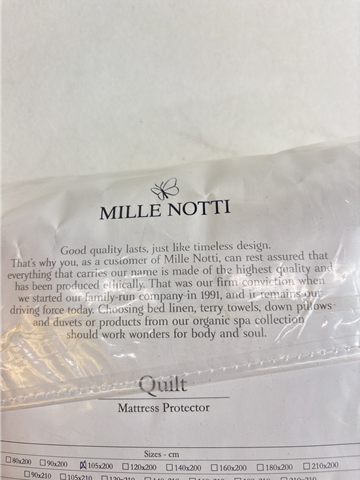 MILLE NOTTI
Good quality lasts, just like timeless design.
That's why you, as a customer of Mille Notti, can rest assured that
everything that carries our name is made of the highest quality and
has been produced ethically. That was our firm conviction when
we started our family-run company in 1991, and it remains our
driving force today. Choosing bed linen, terry towels, down pillows
and duvets or products from our organic spa collection
should work wonders for body and soul.
Quilt
Mattress Protector
Sizes - cm
☐80x200 ☐90x200 ☒105x200 ☐120x200 ☐140x200 ☐160x200 ☐180x200 ☐210x200
☐90x210 ☐105x210